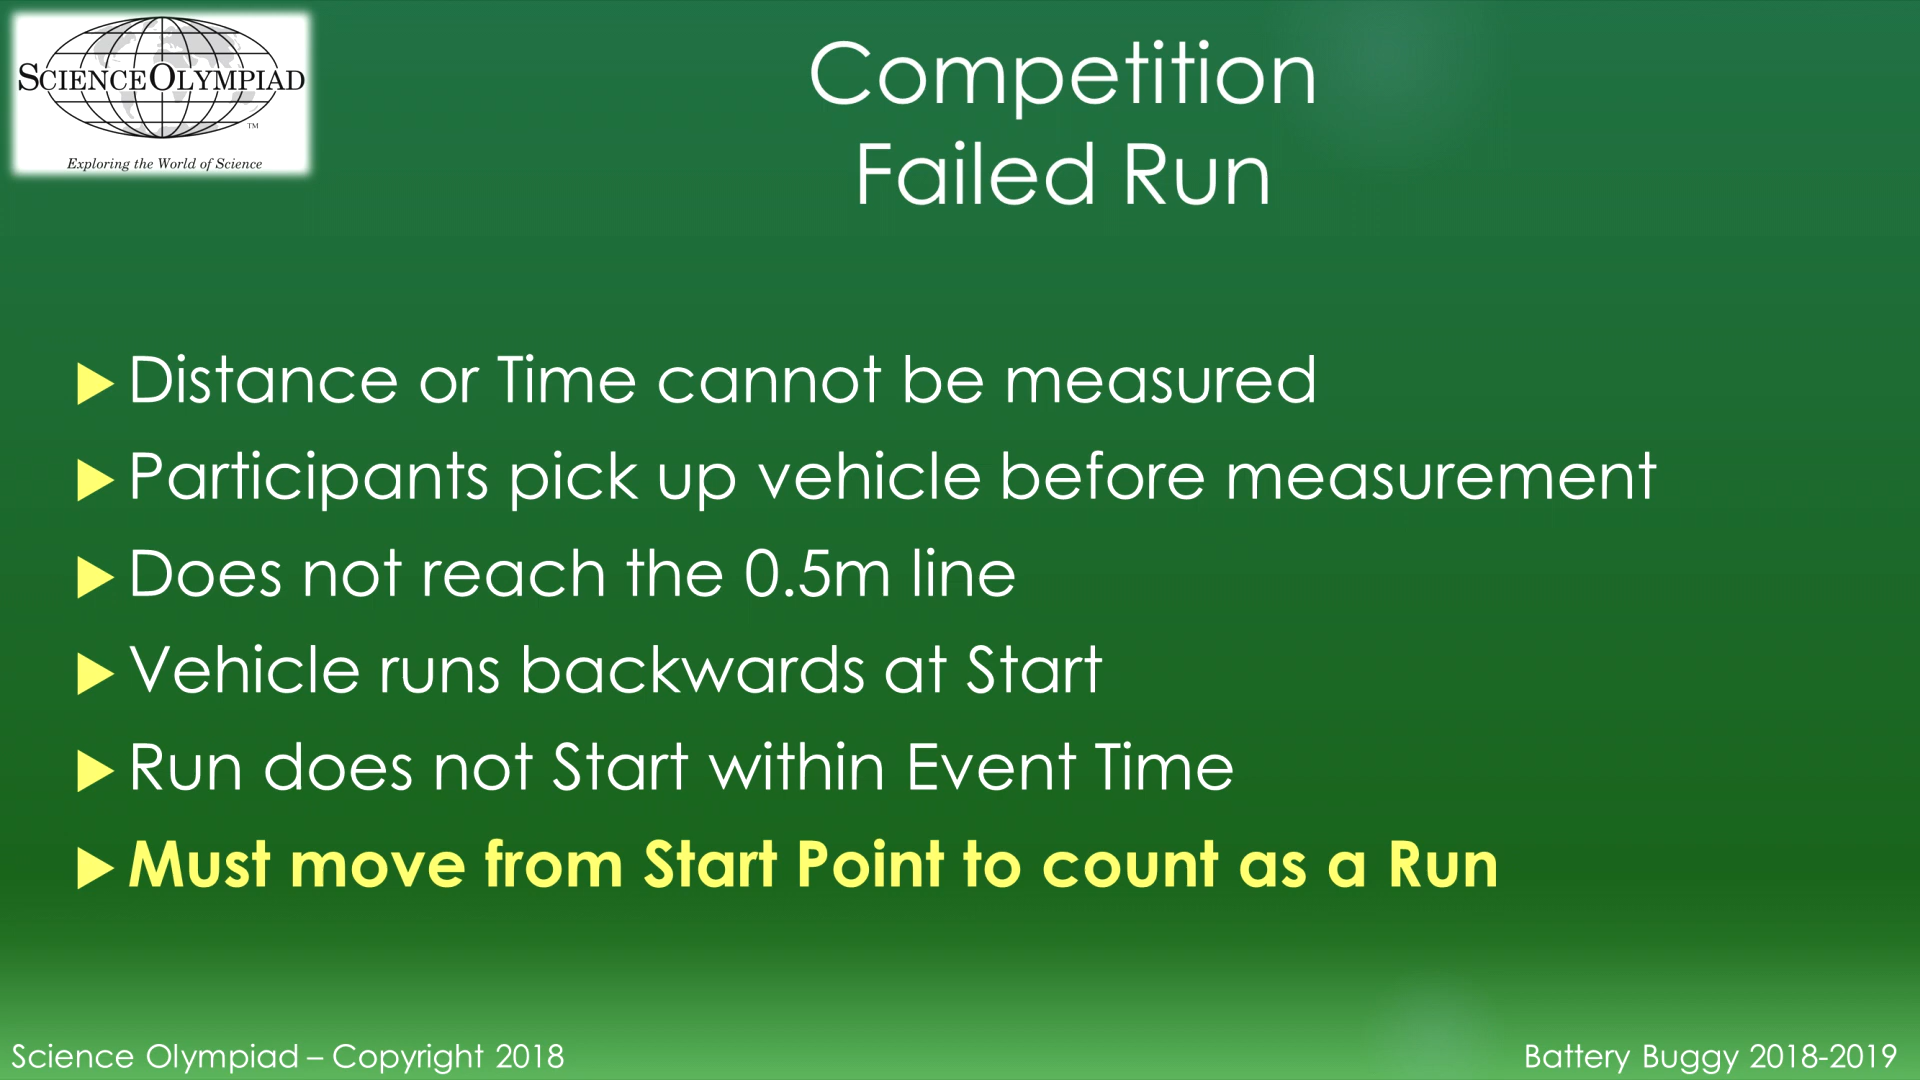 SCIENCE OLYMPIAD
TM
Exploring the World of Science
Competition
Failed Run
Distance or Time cannot be measured
Participants pick up vehicle before measurement
Does not reach the 0.5m line
Vehicle runs backwards at Start
Run does not Start within Event Time
Must move from Start Point to count as a Run
Science Olympiad – Copyright 2018
Battery Buggy 2018-2019